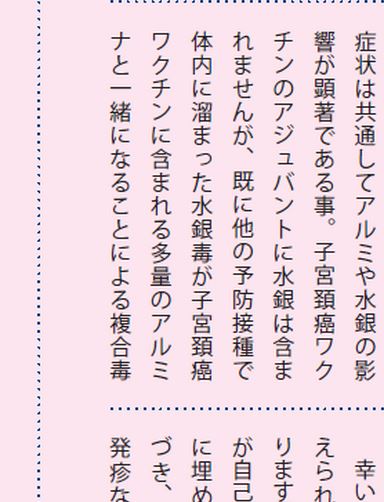 症状は共通してアルミや水銀の影
響が顕著である事。子宮頚癌ワク
チンのアジュバントに水銀は含ま
れませんが、既に他の予防接種で
体内に溜まった水銀毒が子宮頚癌
ワクチンに含まれる多量のアルミ
ナと一緒になることによる複合毒
幸い
えられ
ります
が自己
に埋め
づき、
発疹な